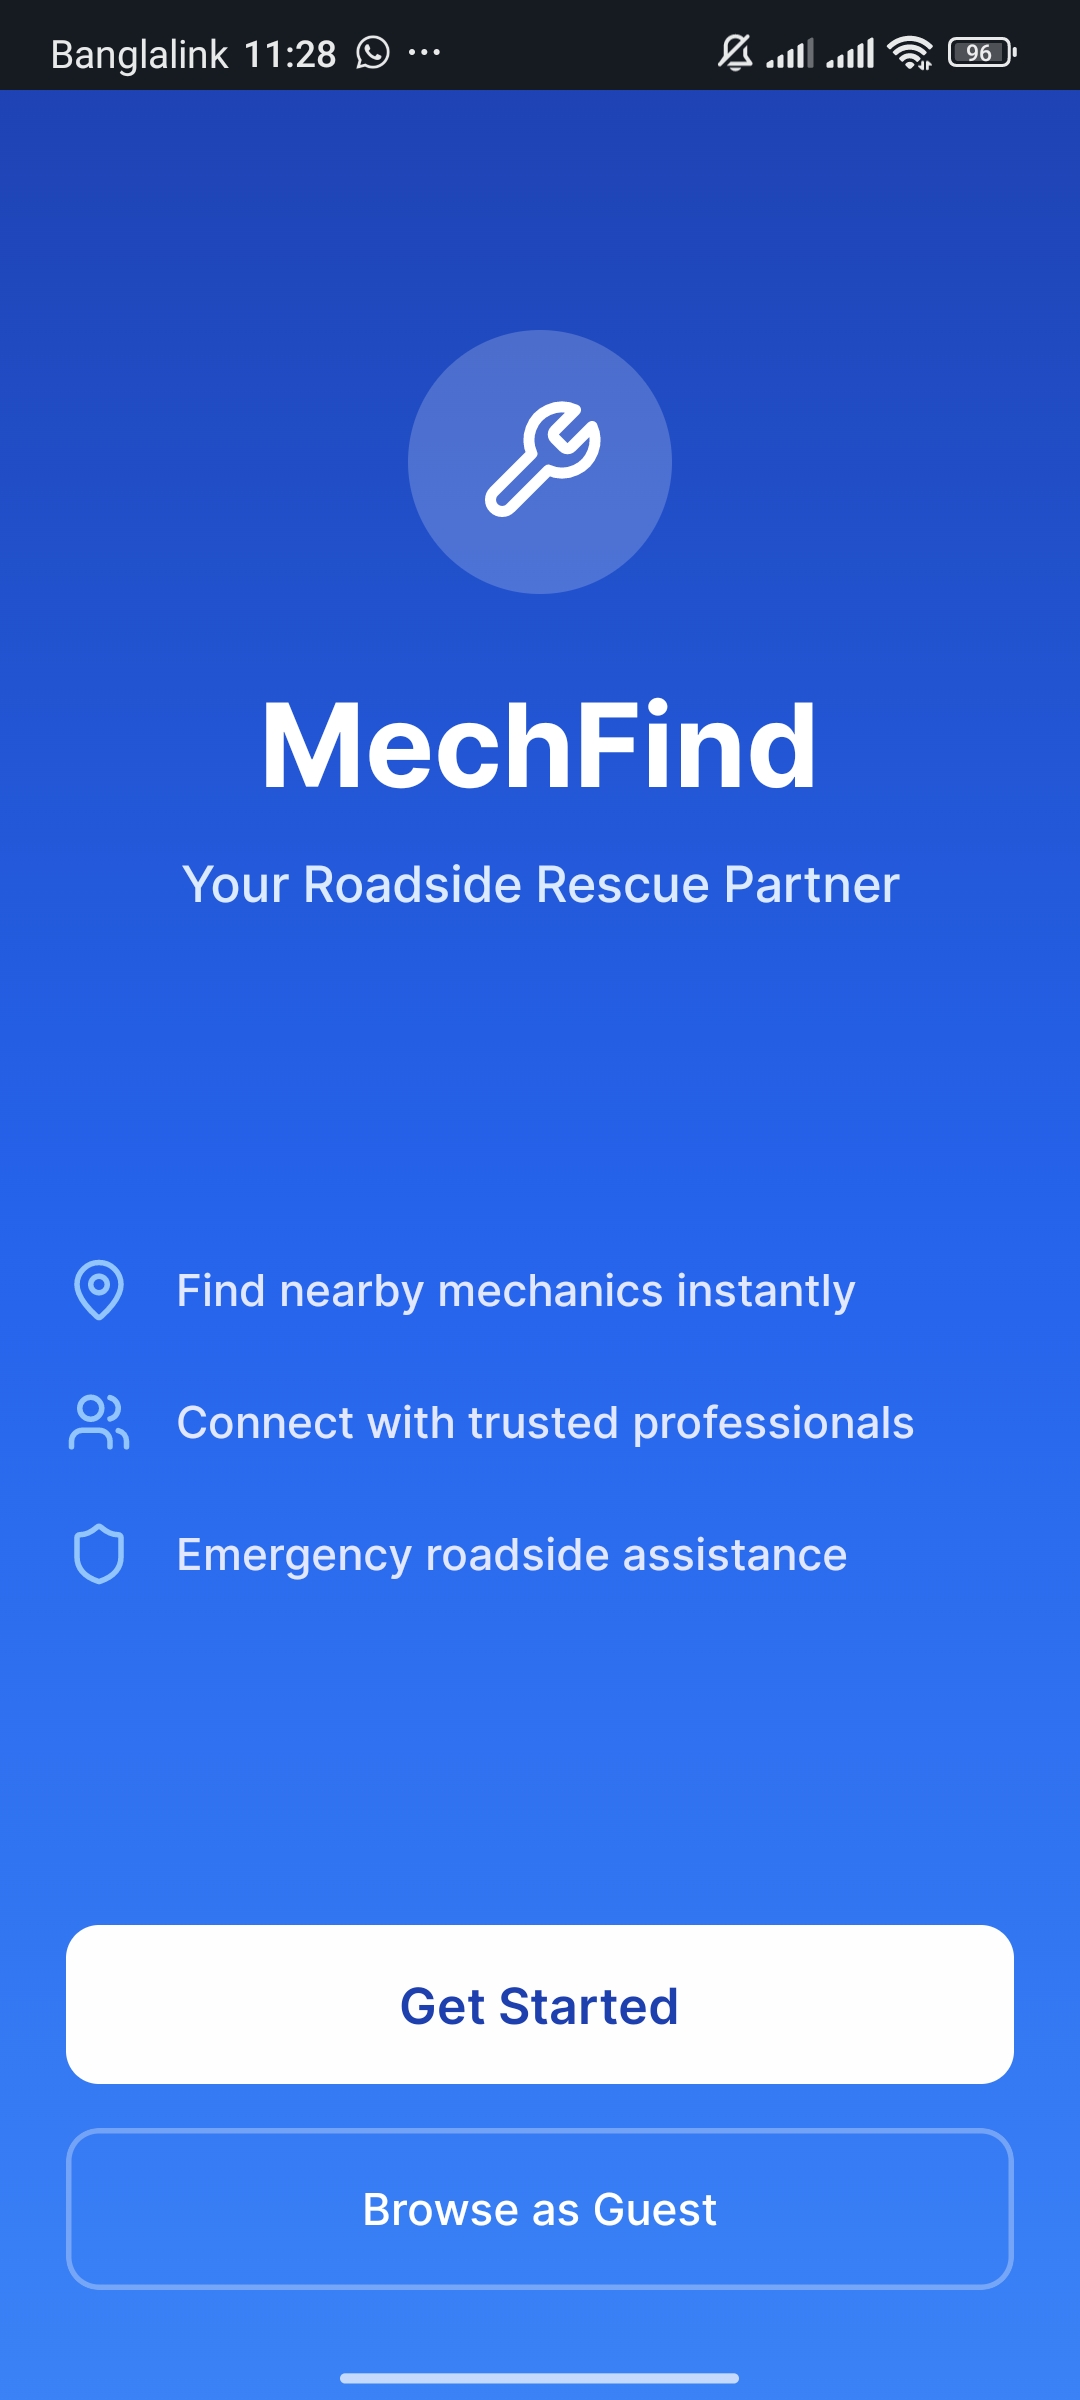 Banglalink 11:28 96
MechFind
Your Roadside Rescue Partner
Find nearby mechanics instantly
Connect with trusted professionals
Emergency roadside assistance
Get Started
Browse as Guest